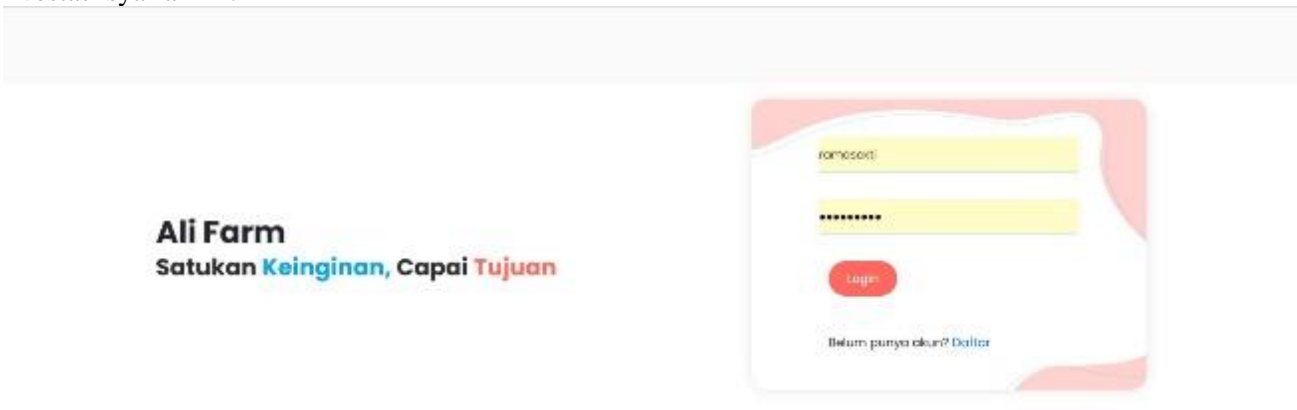 Ali Farm
Satukan Keinginan, Capai Tujuan
•••••••••
Login
Belum punya akun? Daftar